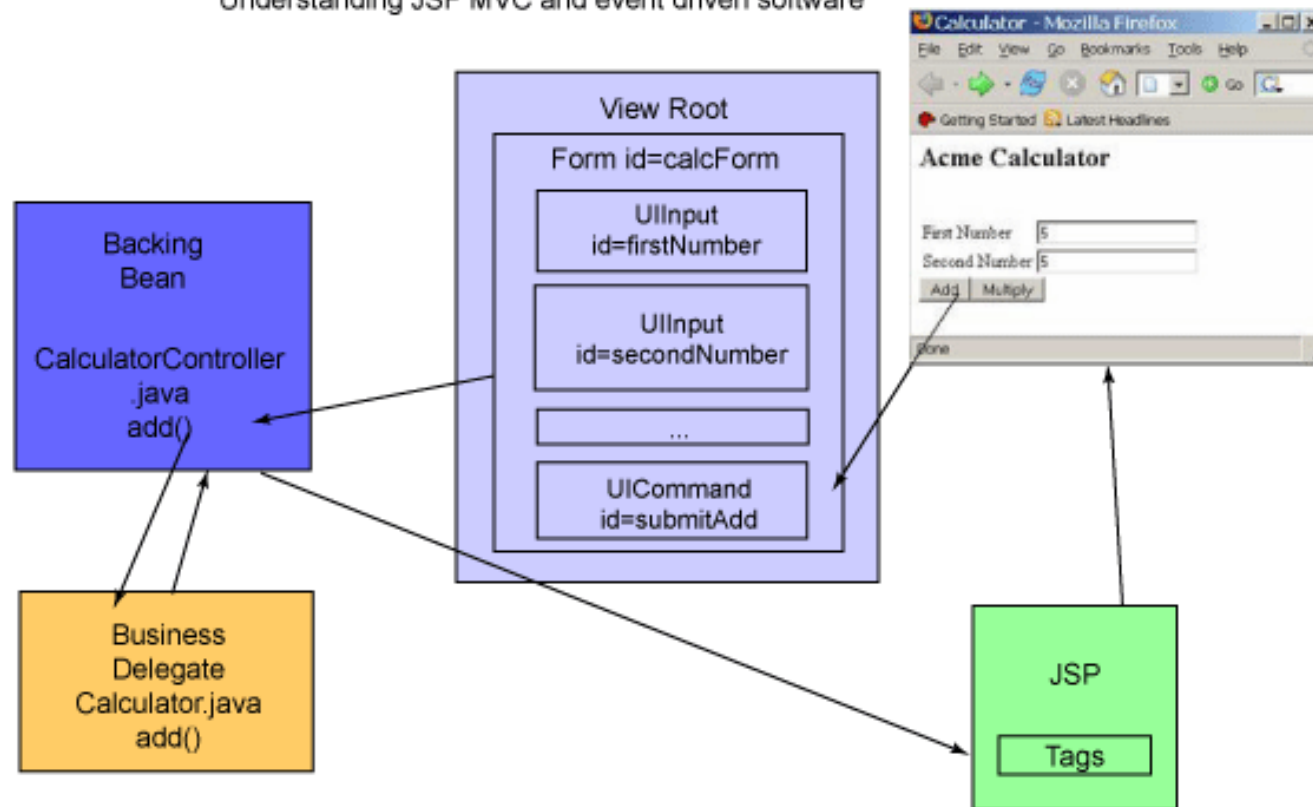 Understanding JSP MVC and event driven software
Calculator - Mozilla Firefox
File Edit View Go Bookmarks Tools Help
Go
Getting Started Latest Headlines
Acme Calculator
First Number 5
Second Number 5
Add Multiply
Done
View Root
Form id=calcForm
UIInput
id=firstNumber
UIInput
id=secondNumber
...
UICommand
id=submitAdd
Backing
Bean
CalculatorController
.java
add()
Business
Delegate
Calculator.java
add()
JSP
Tags